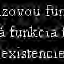 zovou fun
á funkcia f
existencie